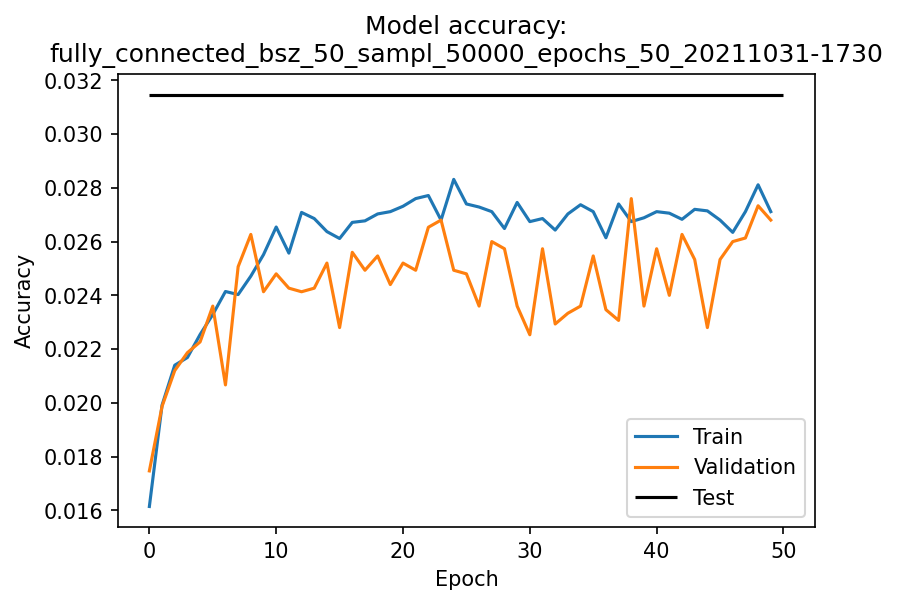 Model accuracy:
fully_connected_bsz_50_sampl_50000_epochs_50_20211031-1730
0.032
0.030
0.028
0.026
0.024
0.022
0.020
0.018
0.016
Accuracy
Train
Validation
Test
0 10 20 30 40 50
Epoch